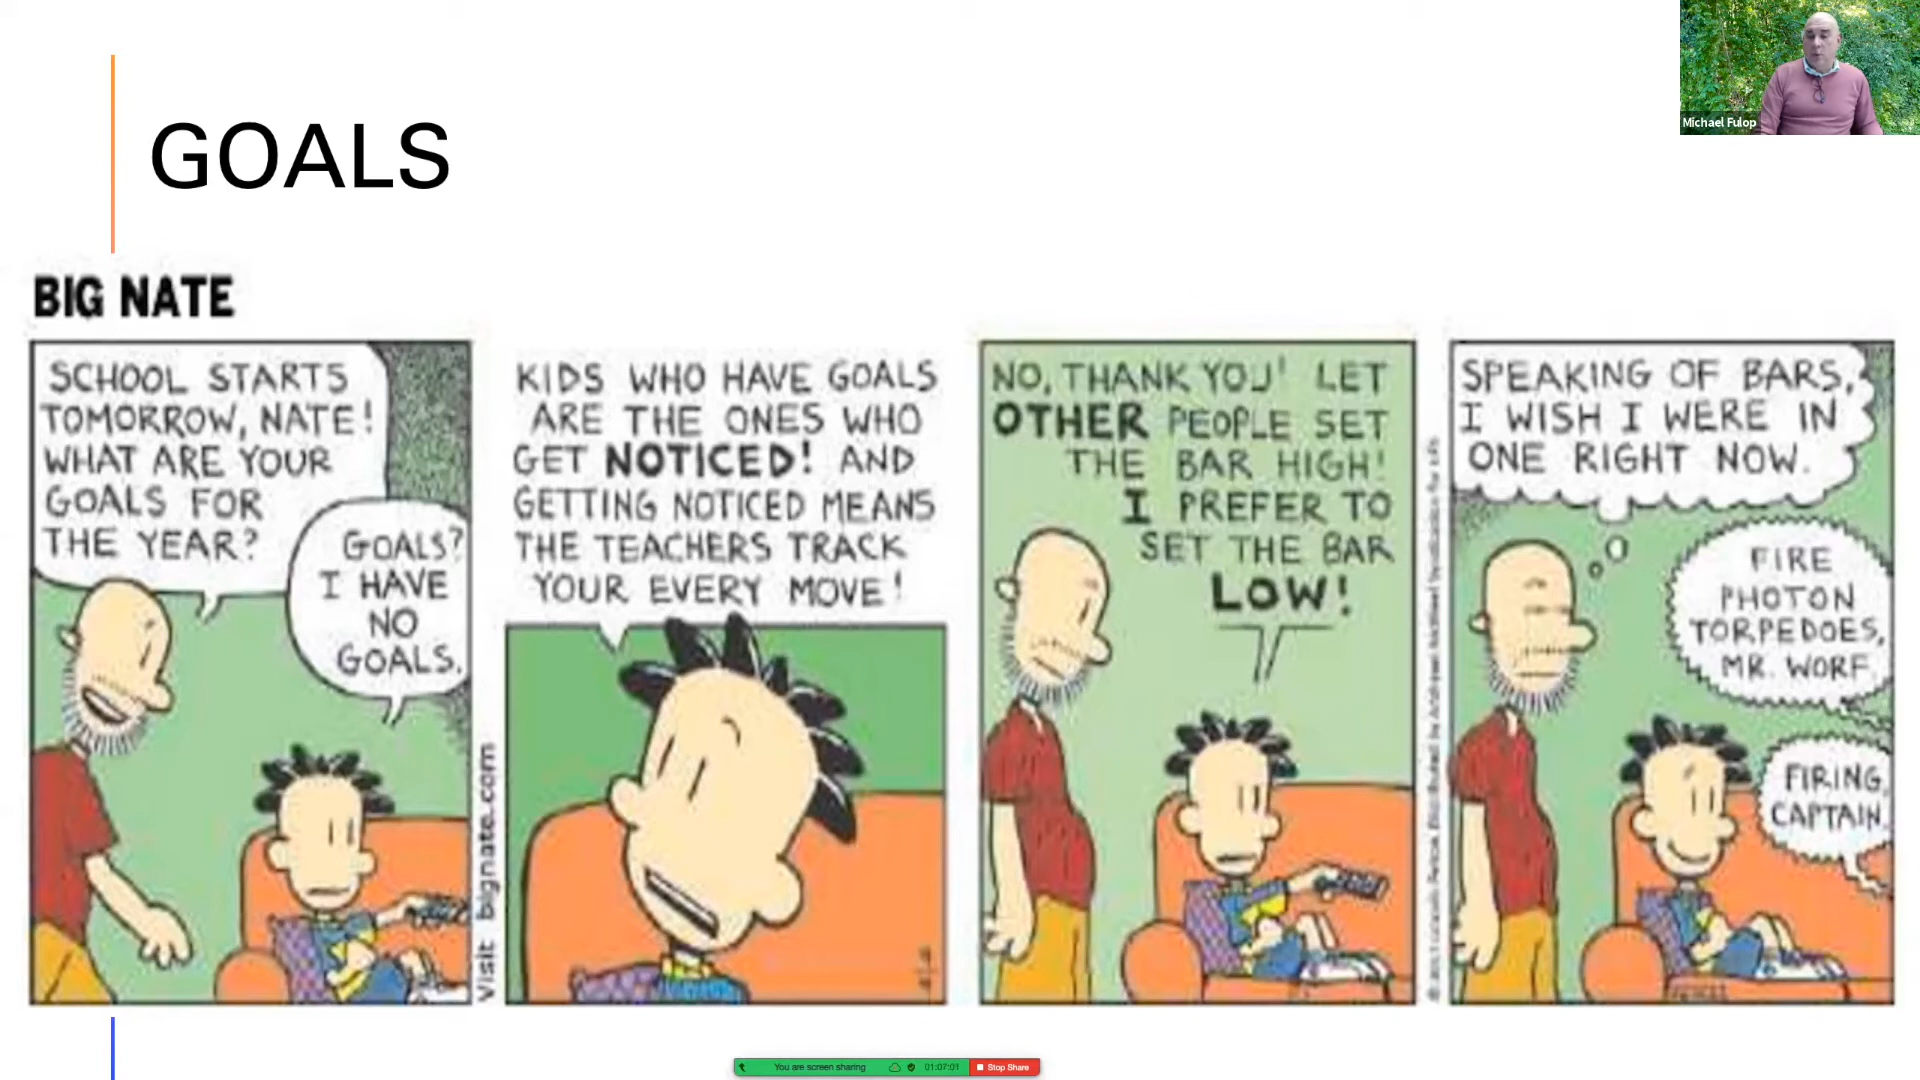 Michael Fulop
GOALS
BIG NATE
SCHOOL STARTS
TOMORROW, NATE!
WHAT ARE YOUR
GOALS FOR
THE YEAR?
GOALS?
I HAVE
NO
GOALS.
Visit bignate.com
KIDS WHO HAVE GOALS
ARE THE ONES WHO
GET NOTICED! AND
GETTING NOTICED MEANS
THE TEACHERS TRACK
YOUR EVERY MOVE!
NO, THANK YOU! LET
OTHER PEOPLE SET
THE BAR HIGH!
I PREFER TO
SET THE BAR
LOW!
SPEAKING OF BARS,
I WISH I WERE IN
ONE RIGHT NOW.
FIRE
PHOTON
TORPEDOES,
MR. WORF.
FIRING,
CAPTAIN.
You are screen sharing
01:07:01
Stop Share